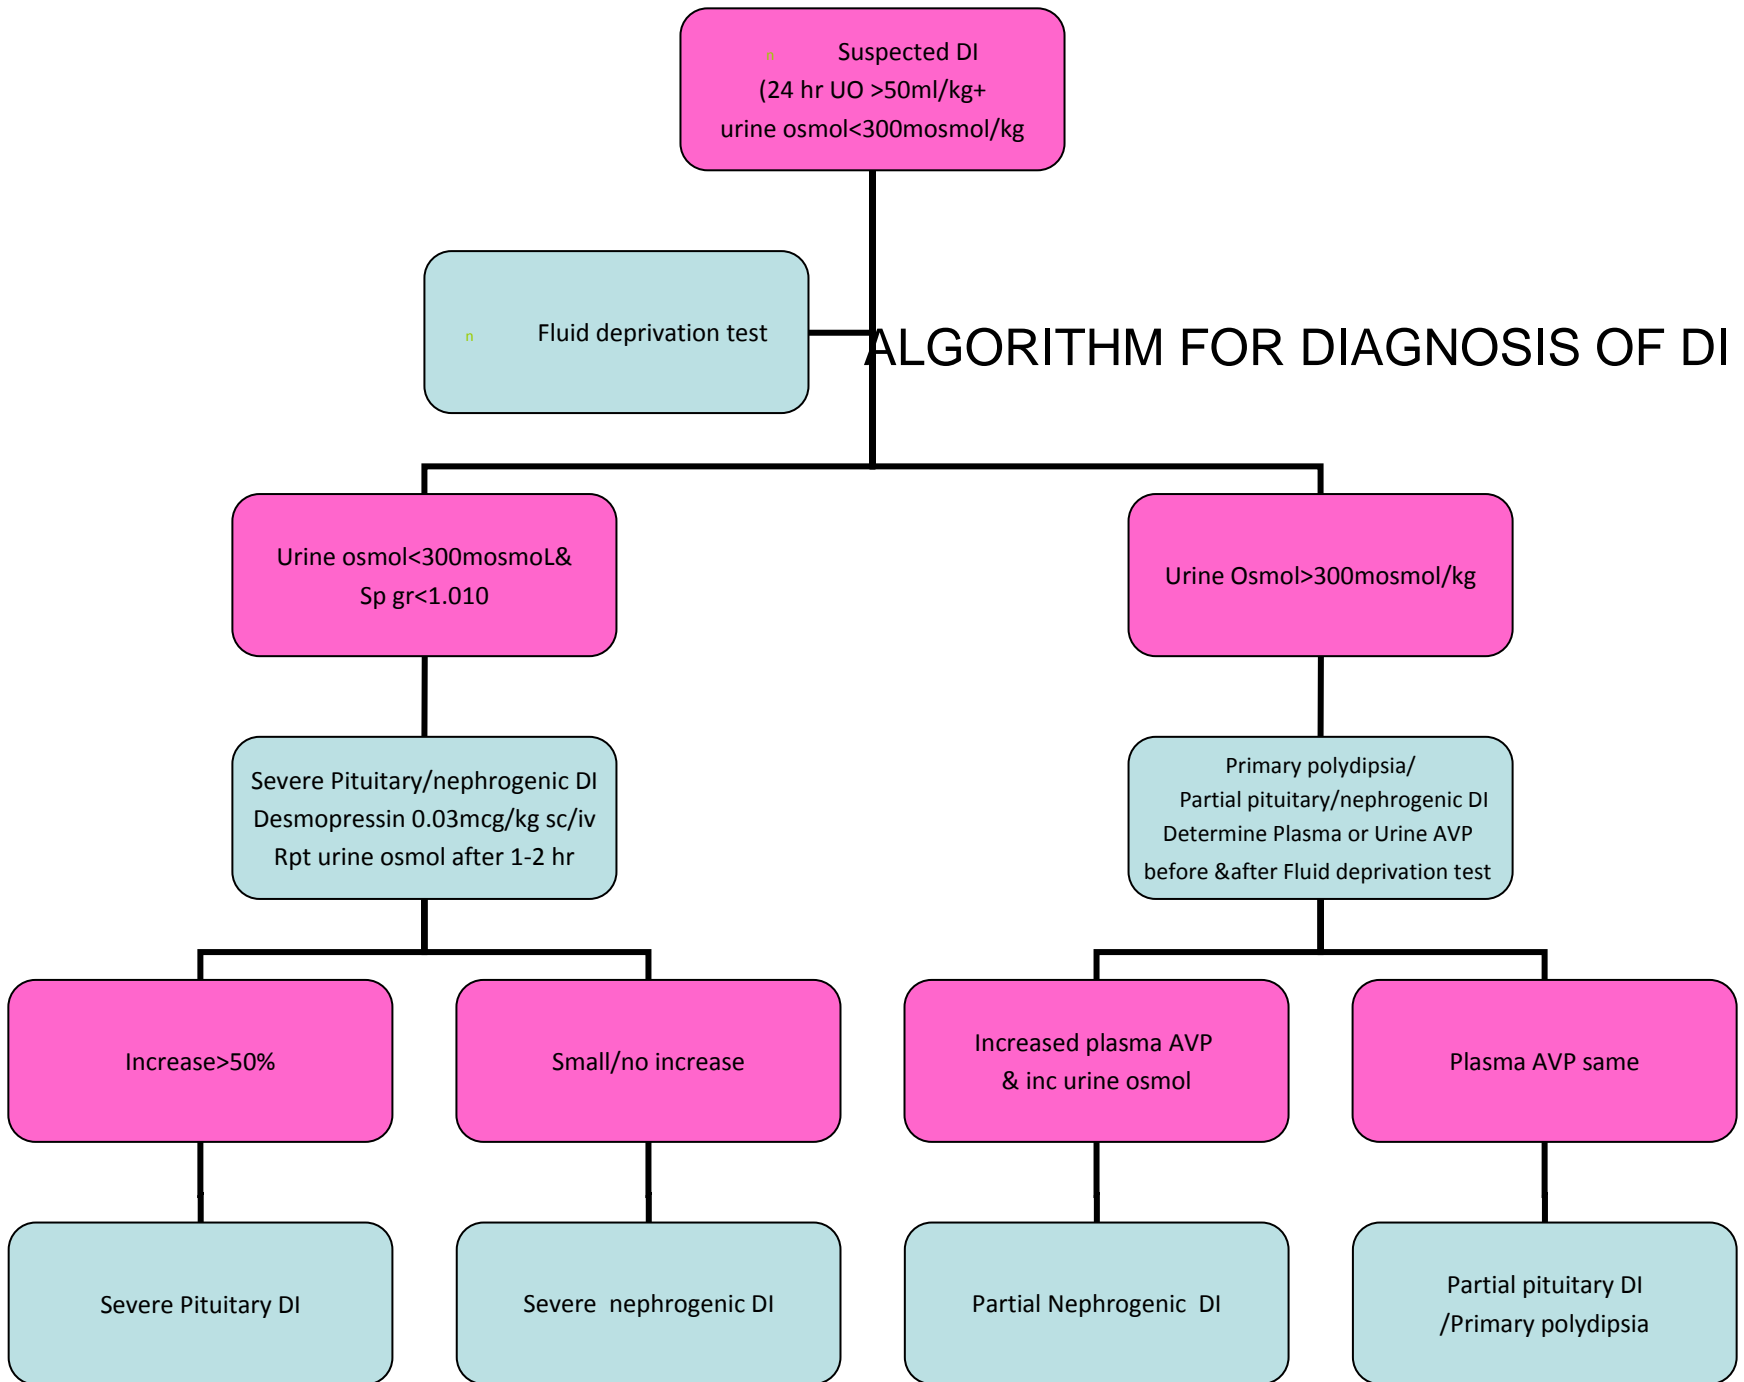 n Suspected DI
(24 hr UO >50ml/kg+
urine osmol<300mosmol/kg
n Fluid deprivation test
ALGORITHM FOR DIAGNOSIS OF DI
Urine osmol<300mosmoL&
Sp gr<1.010
Urine Osmol>300mosmol/kg
Severe Pituitary/nephrogenic DI
Desmopressin 0.03mcg/kg sc/iv
Rpt urine osmol after 1-2 hr
Primary polydipsia/
Partial pituitary/nephrogenic DI
Determine Plasma or Urine AVP
before &after Fluid deprivation test
Increase>50%
Small/no increase
Increased plasma AVP
& inc urine osmol
Plasma AVP same
Severe Pituitary DI
Severe nephrogenic DI
Partial Nephrogenic DI
Partial pituitary DI
/Primary polydipsia